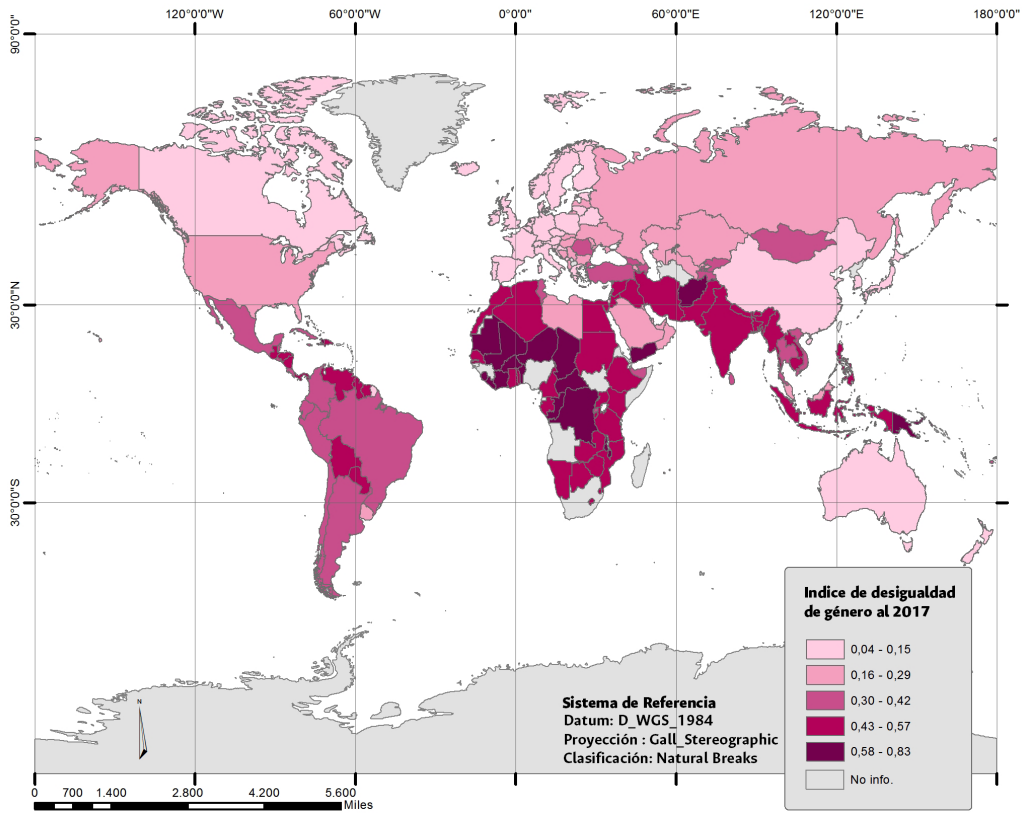 120°0'0"W 60°0'0"W 0°0'0" 60°0'0"E 120°0'0"E 180°0'0"
90°0'0"
30°0'0"N
30°0'0"S
Indice de desigualdad
de género al 2017
0,04 - 0,15
0,16 - 0,29
0,30 - 0,42
0,43 - 0,57
0,58 - 0,83
No info.
N
Sistema de Referencia
Datum: D_WGS_1984
Proyección : Gall_Stereographic
Clasificación: Natural Breaks
0 700 1.400 2.800 4.200 5.600
Miles